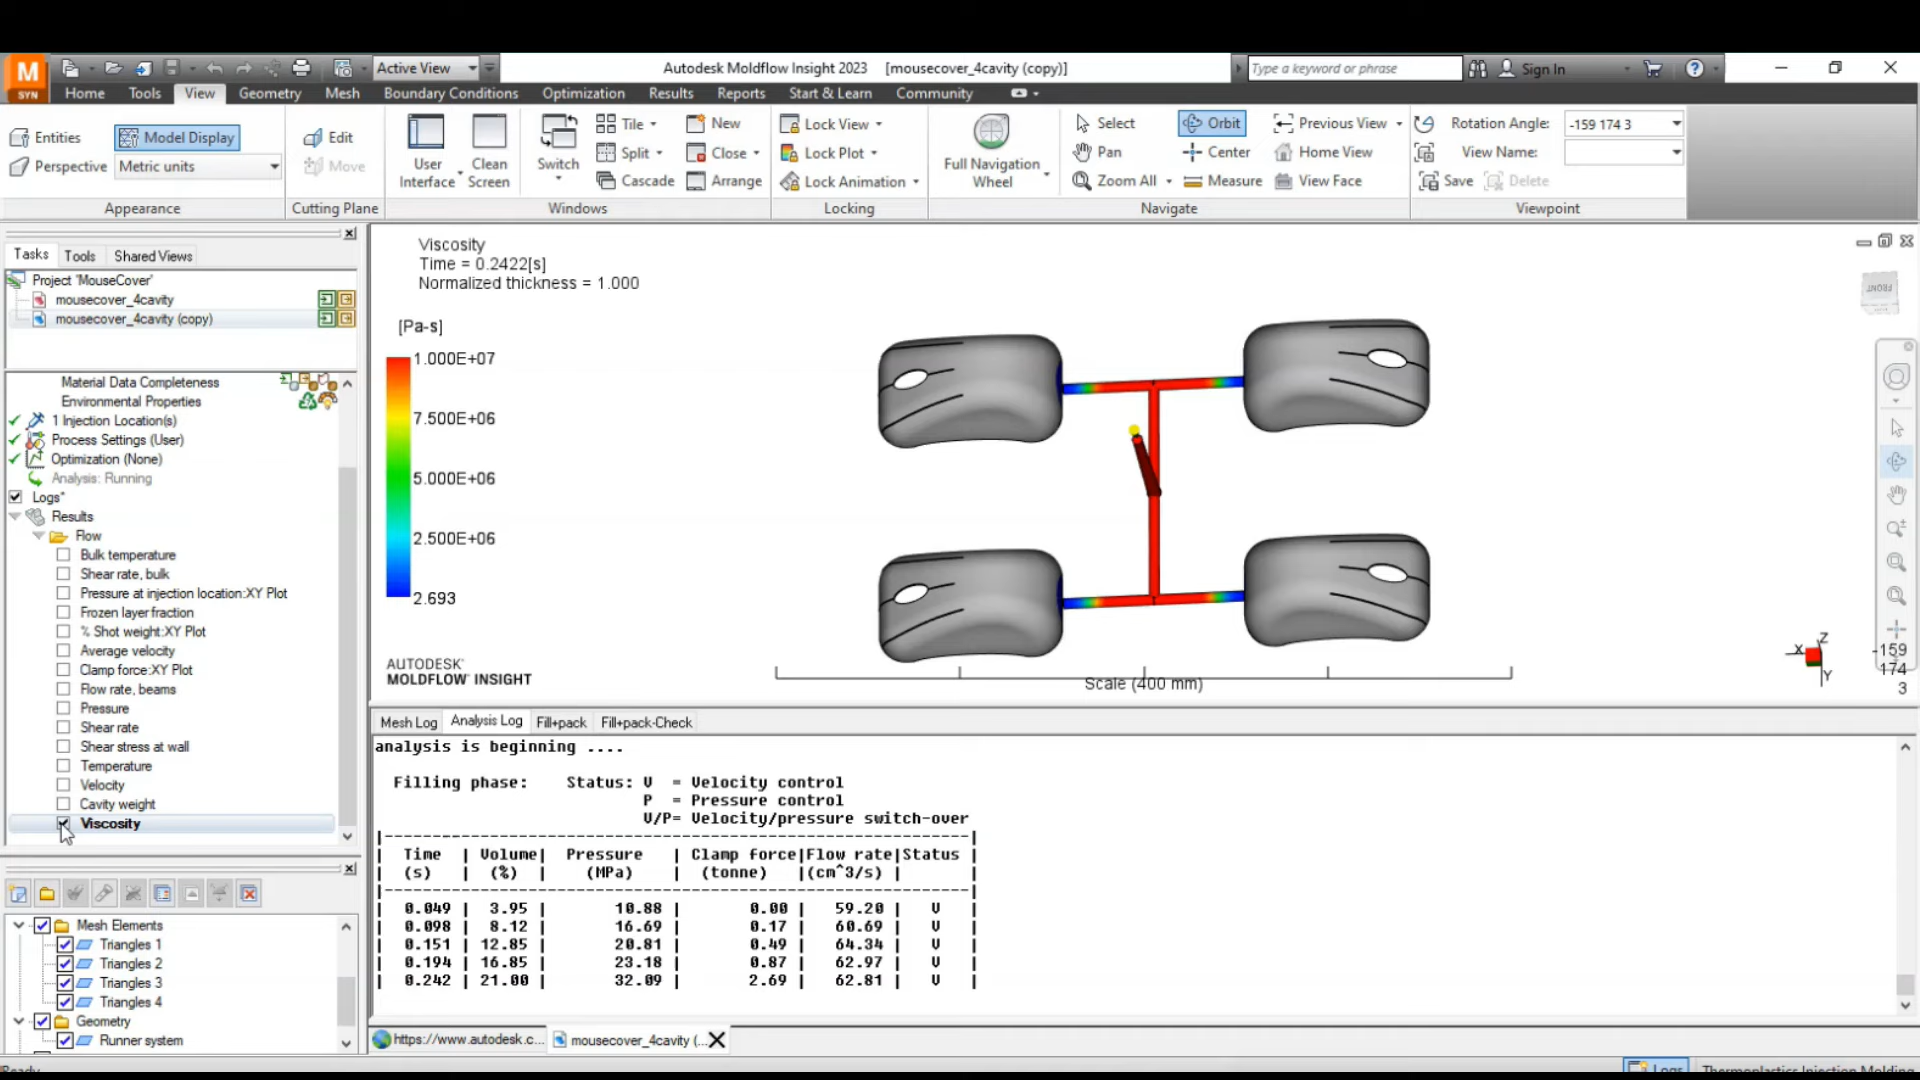 M
SYN
Active View
Autodesk Moldflow Insight 2023 [mousecover_4cavity (copy)]
Type a keyword or phrase
Sign In
Home Tools View Geometry Mesh Boundary Conditions Optimization Results Reports Start & Learn Community
Entities
Model Display
Perspective
Metric units
Appearance
Edit
Move
Cutting Plane
User Interface
Clean Screen
Switch
Tile
Split
Cascade
New
Close
Arrange
Windows
Lock View
Lock Plot
Lock Animation
Locking
Full Navigation Wheel
Select
Pan
Zoom All
Orbit
Center
Measure
Previous View
Home View
View Face
Navigate
Rotation Angle: -159 174 3
View Name:
Save Delete
Viewpoint
Tasks Tools Shared Views
Project 'MouseCover'
mousecover_4cavity
mousecover_4cavity (copy)
Material Data Completeness
Environmental Properties
1 Injection Location(s)
Process Settings (User)
Optimization (None)
Analysis: Running
Logs*
Results
Flow
Bulk temperature
Shear rate, bulk
Pressure at injection location:XY Plot
Frozen layer fraction
% Shot weight:XY Plot
Average velocity
Clamp force:XY Plot
Flow rate, beams
Pressure
Shear rate
Shear stress at wall
Temperature
Velocity
Cavity weight
Viscosity
Mesh Elements
Triangles 1
Triangles 2
Triangles 3
Triangles 4
Geometry
Runner system
Viscosity
Time = 0.2422[s]
Normalized thickness = 1.000
[Pa-s]
1.000E+07
7.500E+06
5.000E+06
2.500E+06
2.693
AUTODESK
MOLDFLOW INSIGHT
Scale (400 mm)
FRONT
Z
X
Y
-159
174
3
Mesh Log Analysis Log Fill+pack Fill+pack-Check
analysis is beginning ....
Filling phase: Status: V = Velocity control
P = Pressure control
V/P= Velocity/pressure switch-over
|--------------------------------------------------------------|
| Time | Volume| Pressure | Clamp force|Flow rate|Status |
| (s) | (%) | (MPa) | (tonne) |(cm^3/s) | |
|--------------------------------------------------------------|
| 0.049 | 3.95 | 10.88 | 0.00 | 59.20 | V |
| 0.098 | 8.12 | 16.69 | 0.17 | 60.69 | V |
| 0.151 | 12.85 | 20.81 | 0.49 | 64.34 | V |
| 0.194 | 16.85 | 23.18 | 0.87 | 62.97 | V |
| 0.242 | 21.00 | 32.09 | 2.69 | 62.81 | V |
https://www.autodesk.c...
mousecover_4cavity (...
Ready
Logs
Thermoplastics Injection Molding